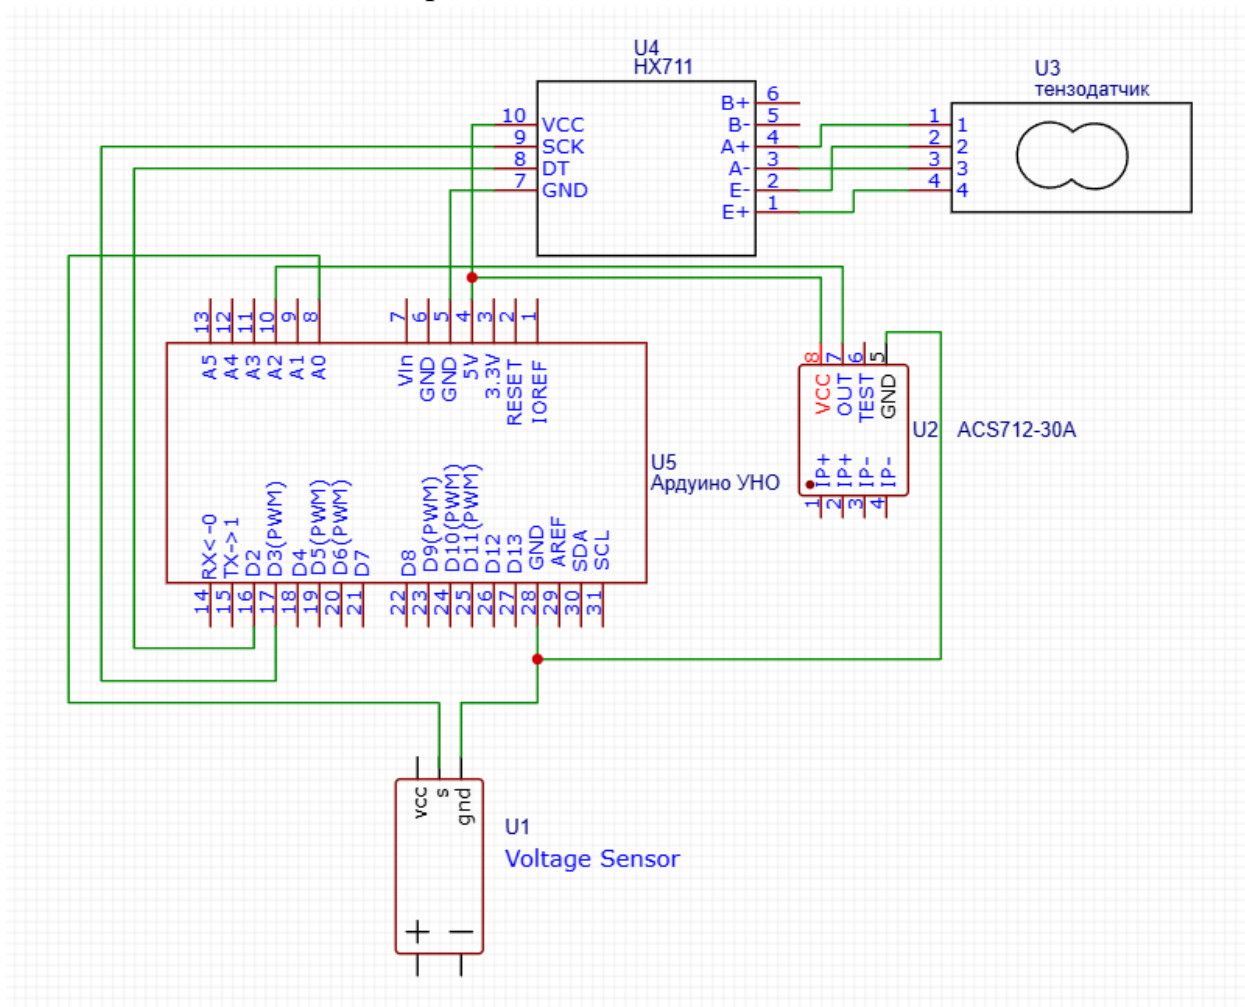 U4
HX711
U3
тензодатчик
B+ 6
10 VCC B- 5
9 SCK A+ 4
8 DT A- 3
7 GND E- 2
E+ 1
1 1
2 2
3 3
4 4
13 12 11 10 9 8 7 6 5 4 3 2 1
A5 A4 A3 A2 A1 A0 Vin GND GND 5V 3.3V RESET IOREF
8 7 6 5
VCC OUT TEST GND
U2 ACS712-30A
IP+ IP+ IP- IP-
1 2 3 4
U5
Ардуино УНО
RX<-0 TX->1 D2 D3(PWM) D4 D5(PWM) D6(PWM) D7 D8 D9(PWM) D10(PWM) D11(PWM) D12 D13 GND AREF SDA SCL
14 15 16 17 18 19 20 21 22 23 24 25 26 27 28 29 30 31
vcc s gnd
U1
Voltage Sensor
+ −